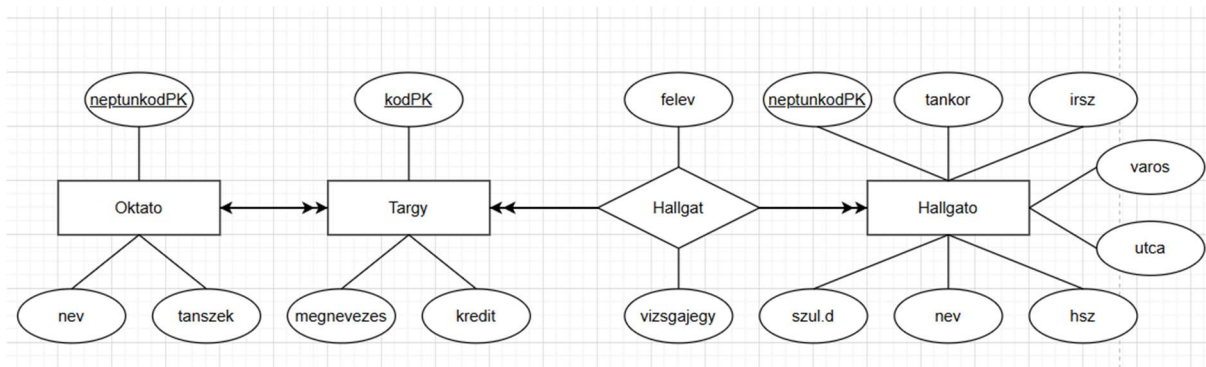 neptunkodPK
kodPK
felev
neptunkodPK
tankor
irsz
varos
Oktato
Targy
Hallgat
Hallgato
utca
nev
tanszek
megnevezes
kredit
vizsgajegy
szul.d
nev
hsz